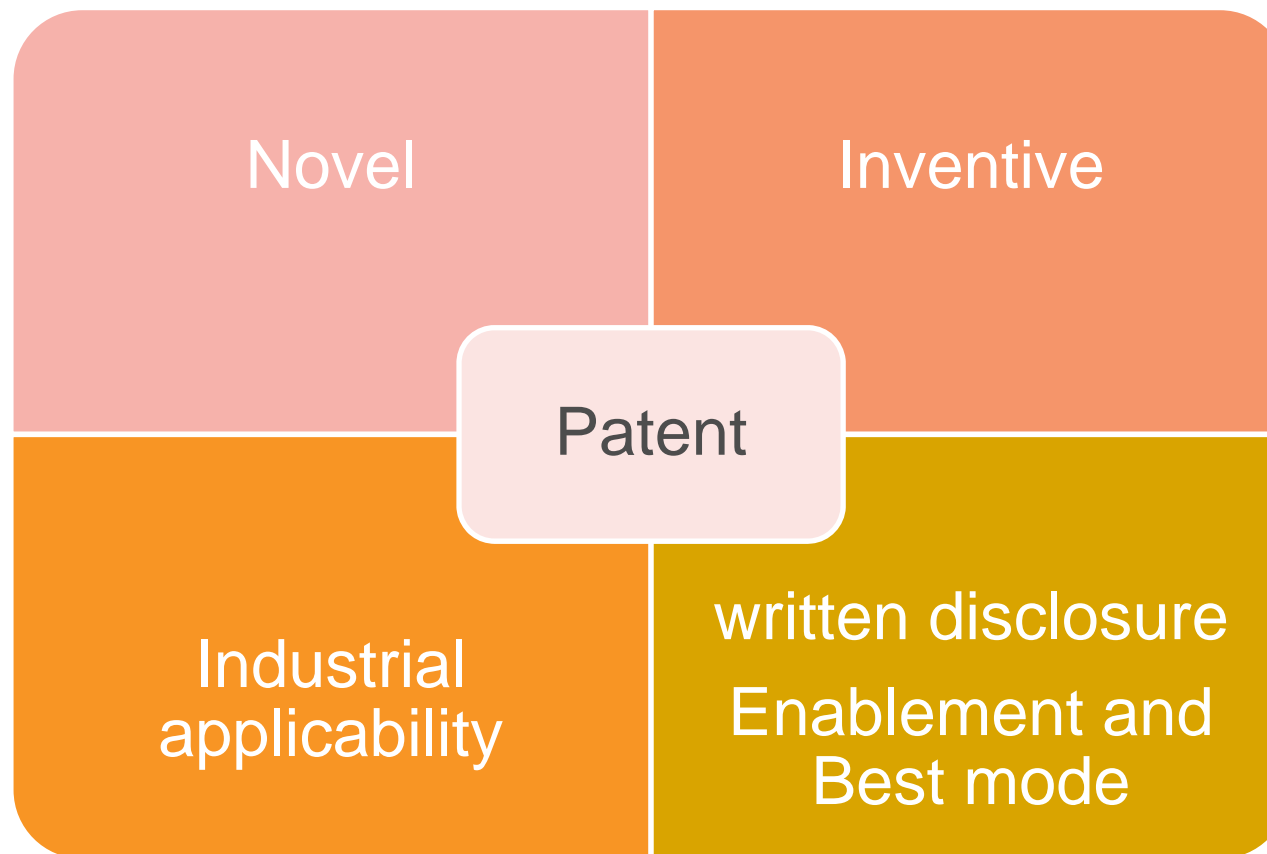 Novel
Inventive
Patent
Industrial
applicability
written disclosure
Enablement and
Best mode